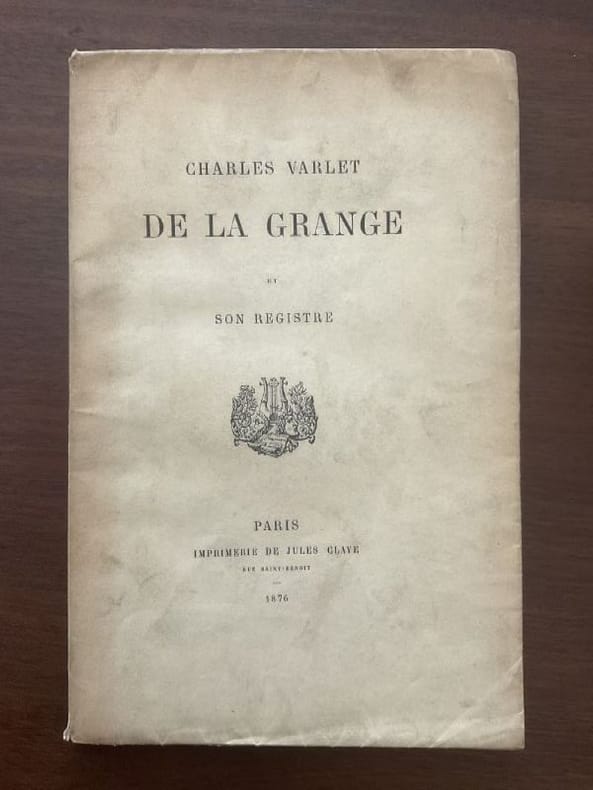 CHARLES VARLET
DE LA GRANGE
ET
SON REGISTRE
PARIS
IMPRIMERIE DE JULES CLAYE
RUE SAINT-BENOIT
1876